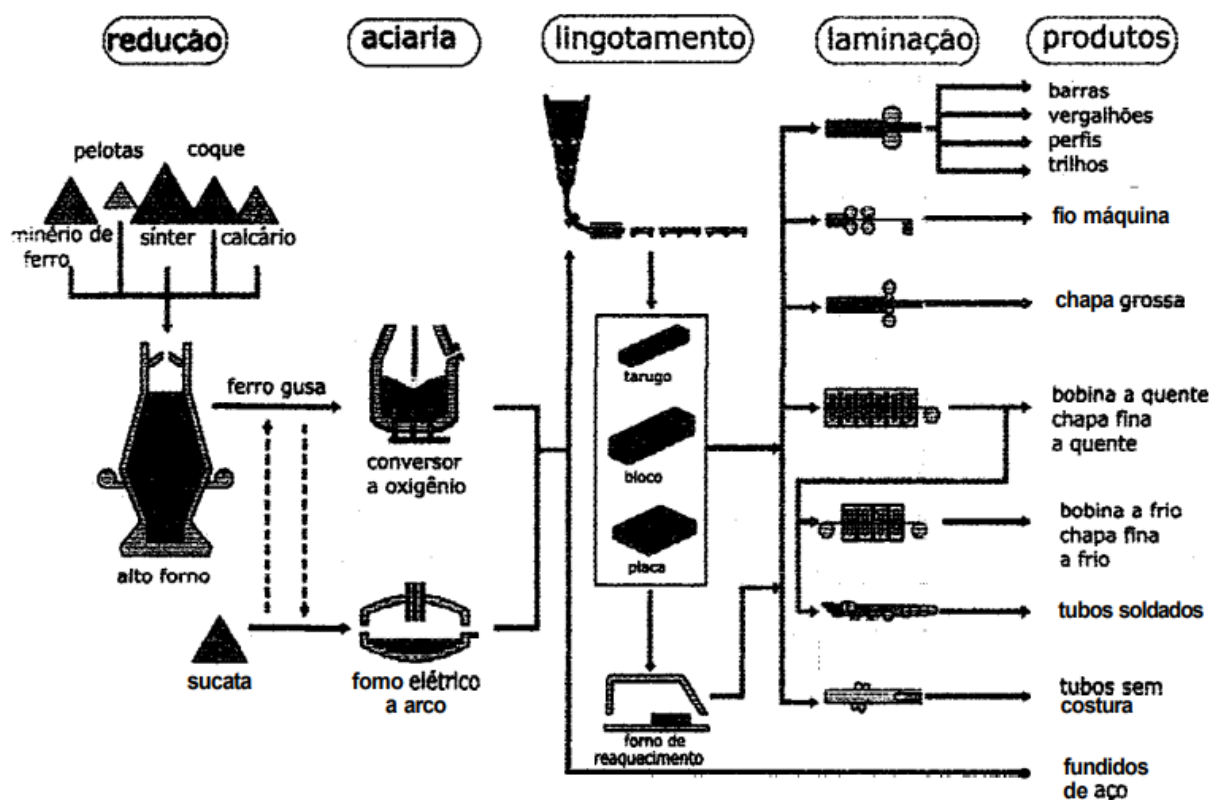 redução
aciaria
lingotamento
laminação
produtos
pelotas
coque
minério de
ferro
sínter
calcário
alto forno
ferro gusa
sucata
conversor
a oxigênio
fomo elétrico
a arco
tarugo
bloco
placa
forno de
reaquecimento
barras
vergalhões
perfis
trilhos
fio máquina
chapa grossa
bobina a quente
chapa fina
a quente
bobina a frio
chapa fina
a frio
tubos soldados
tubos sem
costura
fundidos
de aço